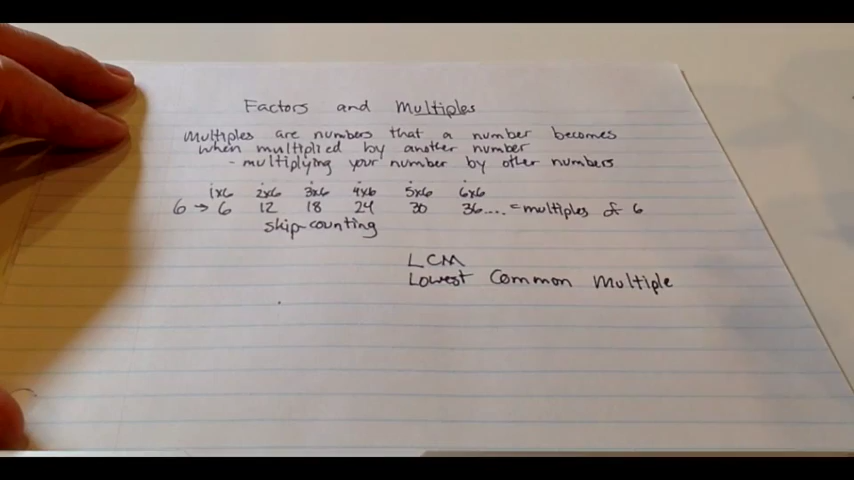 Factors and Multiples
Multiples are numbers that a number becomes
when multiplied by another number
- multiplying your number by other numbers
1x6 2x6 3x6 4x6 5x6 6x6
6 → 6 12 18 24 30 36.... = multiples of 6
skip-counting
LCM
Lowest Common Multiple